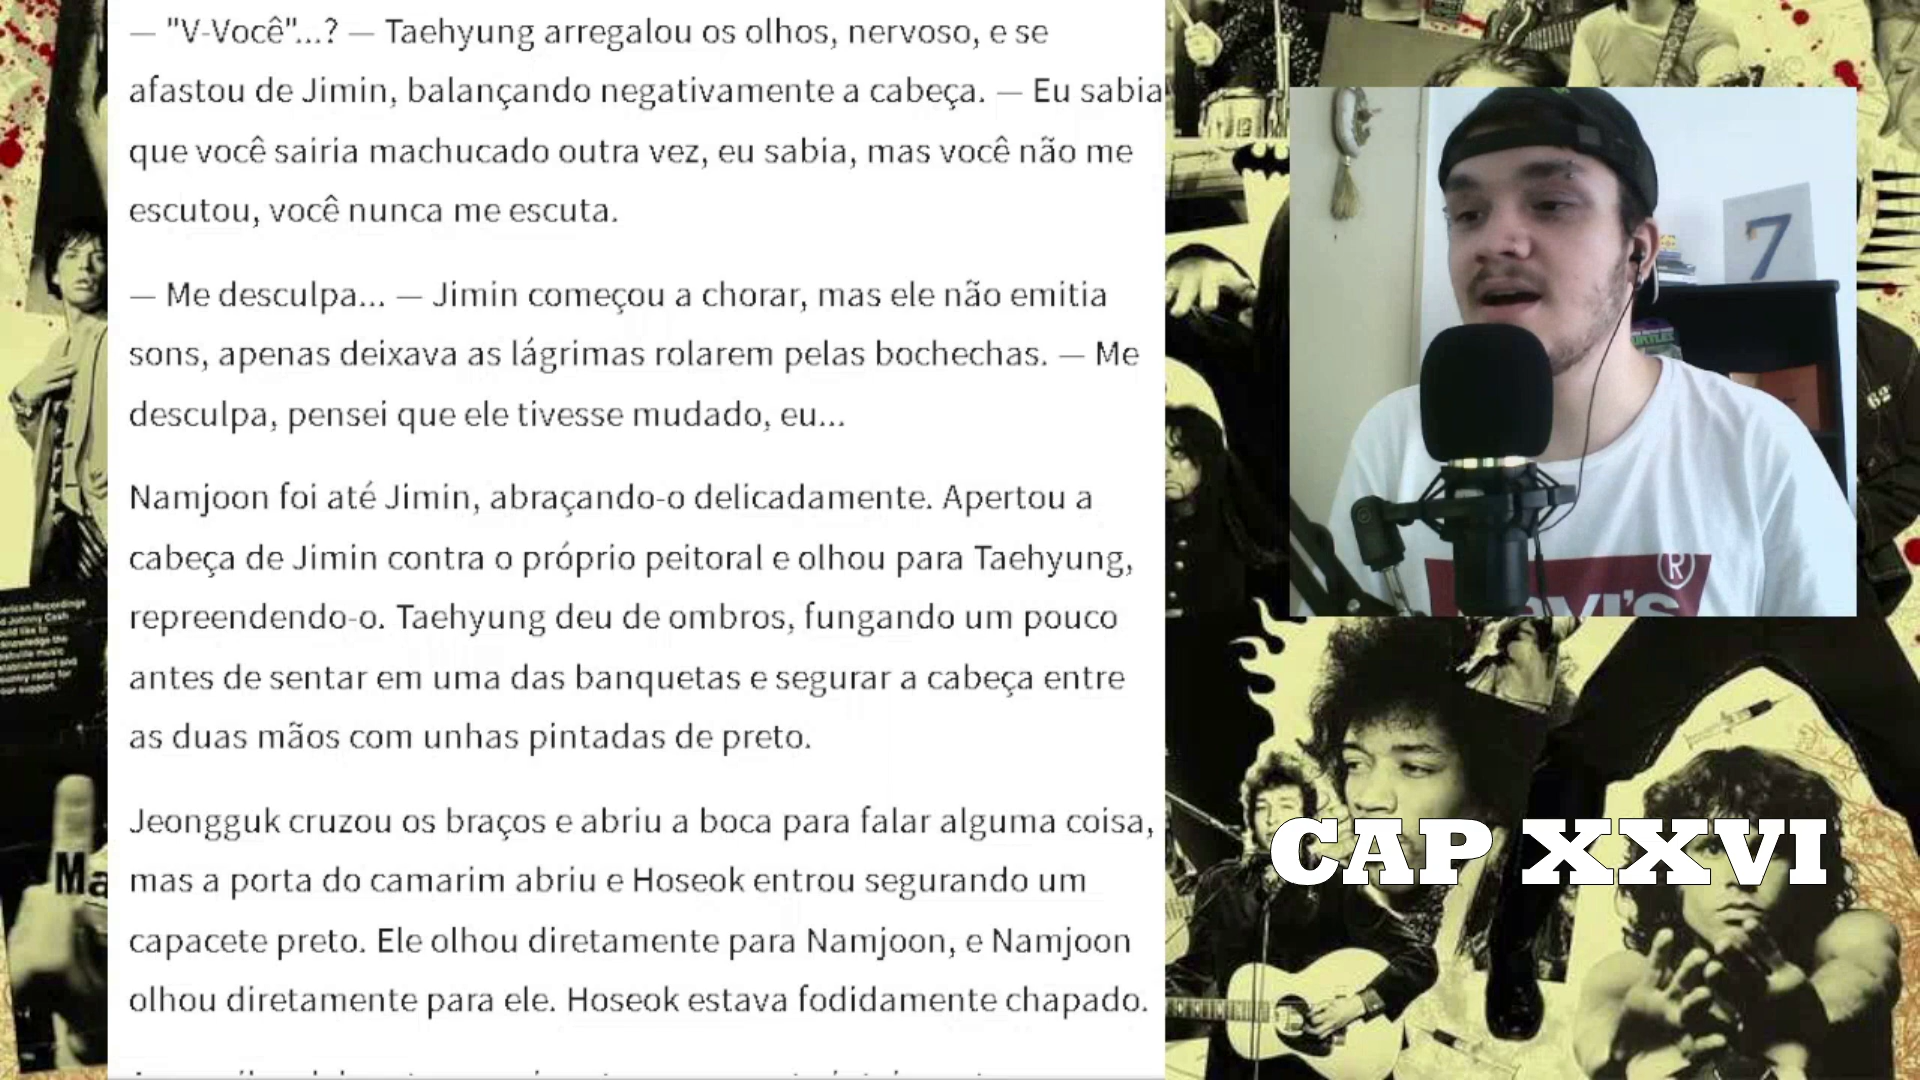 — "V-Você"...? — Taehyung arregalou os olhos, nervoso, e se
afastou de Jimin, balançando negativamente a cabeça. — Eu sabia
que você sairia machucado outra vez, eu sabia, mas você não me
escutou, você nunca me escuta.
— Me desculpa... — Jimin começou a chorar, mas ele não emitia
sons, apenas deixava as lágrimas rolarem pelas bochechas. — Me
desculpa, pensei que ele tivesse mudado, eu...
Namjoon foi até Jimin, abraçando-o delicadamente. Apertou a
cabeça de Jimin contra o próprio peitoral e olhou para Taehyung,
repreendendo-o. Taehyung deu de ombros, fungando um pouco
antes de sentar em uma das banquetas e segurar a cabeça entre
as duas mãos com unhas pintadas de preto.
Jeongguk cruzou os braços e abriu a boca para falar alguma coisa,
mas a porta do camarim abriu e Hoseok entrou segurando um
capacete preto. Ele olhou diretamente para Namjoon, e Namjoon
olhou diretamente para ele. Hoseok estava fodidamente chapado.
7
®
CAP XXVI
Ma
62